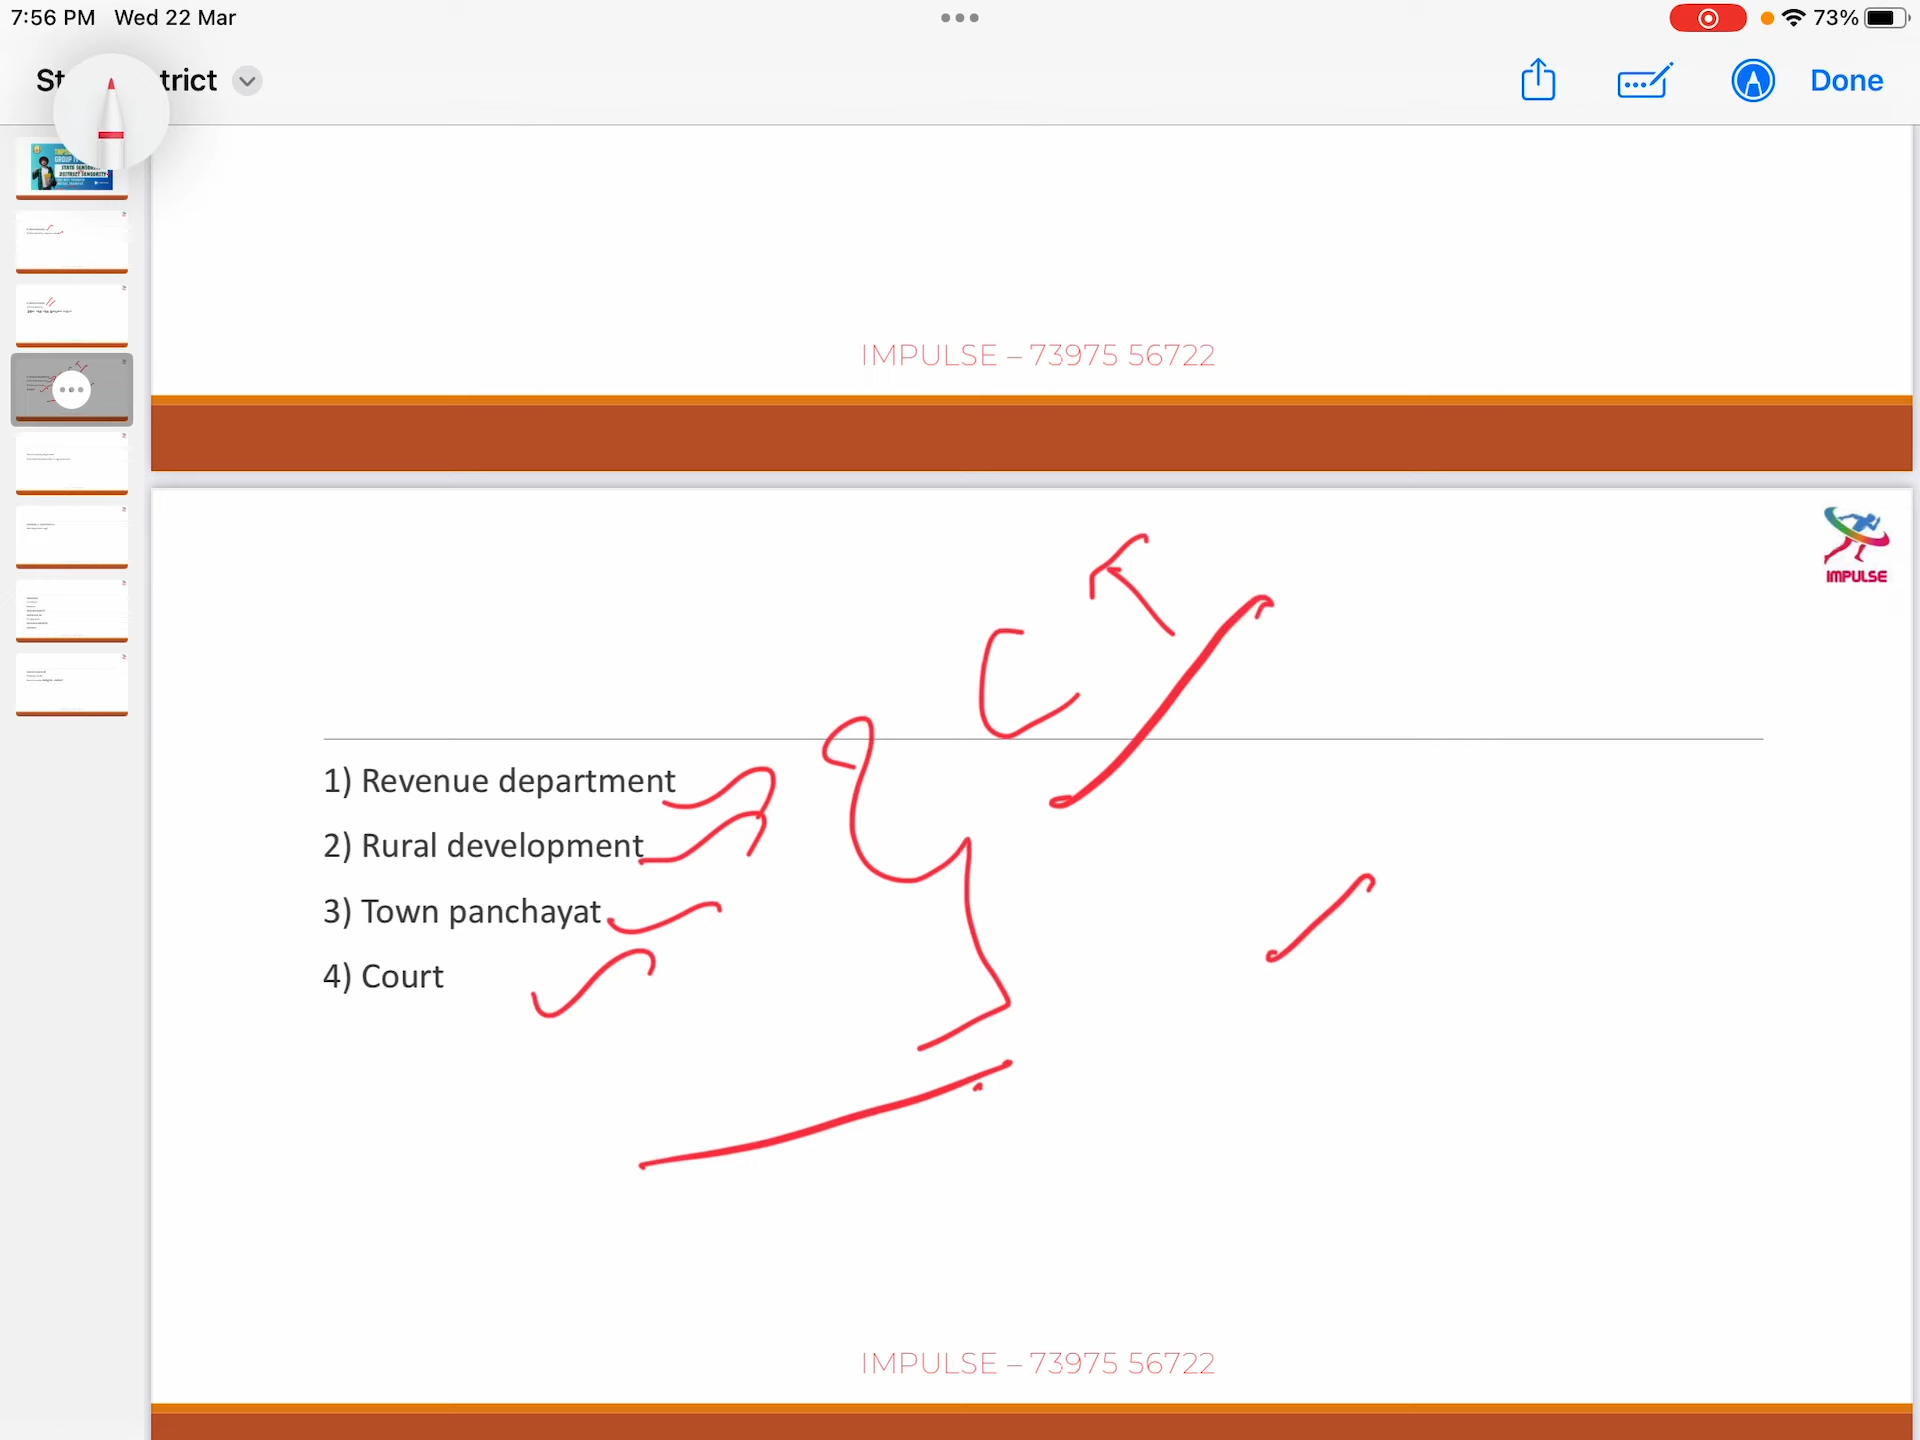 7:56 PM Wed 22 Mar
73%
trict
Done
IMPULSE – 73975 56722
IMPULSE
1) Revenue department
2) Rural development
3) Town panchayat
4) Court
IMPULSE – 73975 56722